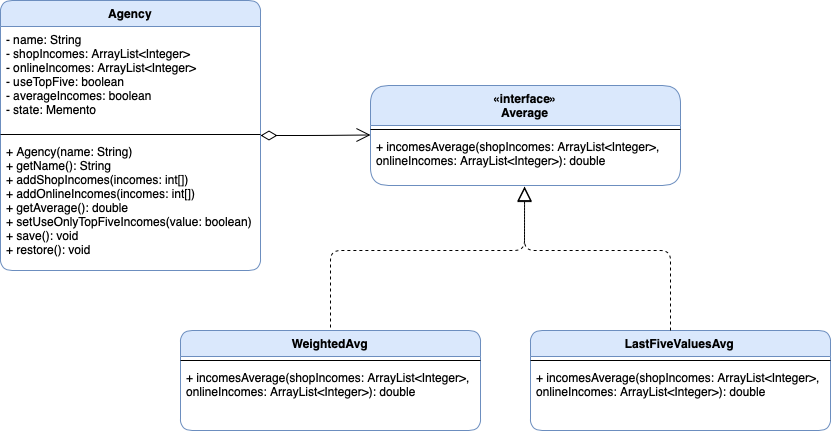 Agency
- name: String
- shopIncomes: ArrayList<Integer>
- onlineIncomes: ArrayList<Integer>
- useTopFive: boolean
- averageIncomes: boolean
- state: Memento
+ Agency(name: String)
+ getName(): String
+ addShopIncomes(incomes: int[])
+ addOnlineIncomes(incomes: int[])
+ getAverage(): double
+ setUseOnlyTopFiveIncomes(value: boolean)
+ save(): void
+ restore(): void
«interface»
Average
+ incomesAverage(shopIncomes: ArrayList<Integer>,
onlineIncomes: ArrayList<Integer>): double
WeightedAvg
+ incomesAverage(shopIncomes: ArrayList<Integer>,
onlineIncomes: ArrayList<Integer>): double
LastFiveValuesAvg
+ incomesAverage(shopIncomes: ArrayList<Integer>,
onlineIncomes: ArrayList<Integer>): double